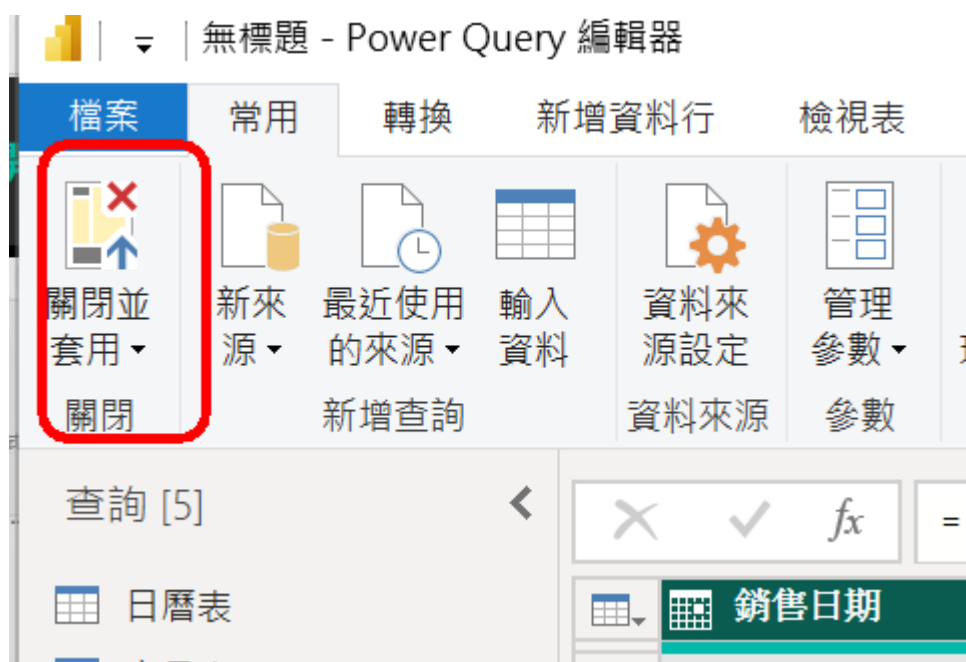 無標題 - Power Query 編輯器
檔案 常用 轉換 新增資料行 檢視表
關閉並
套用
新來
源
最近使用
的來源
輸入
資料
資料來
源設定
管理
參數
關閉 新增查詢 資料來源 參數
查詢 [5]
fx =
日曆表
銷售日期